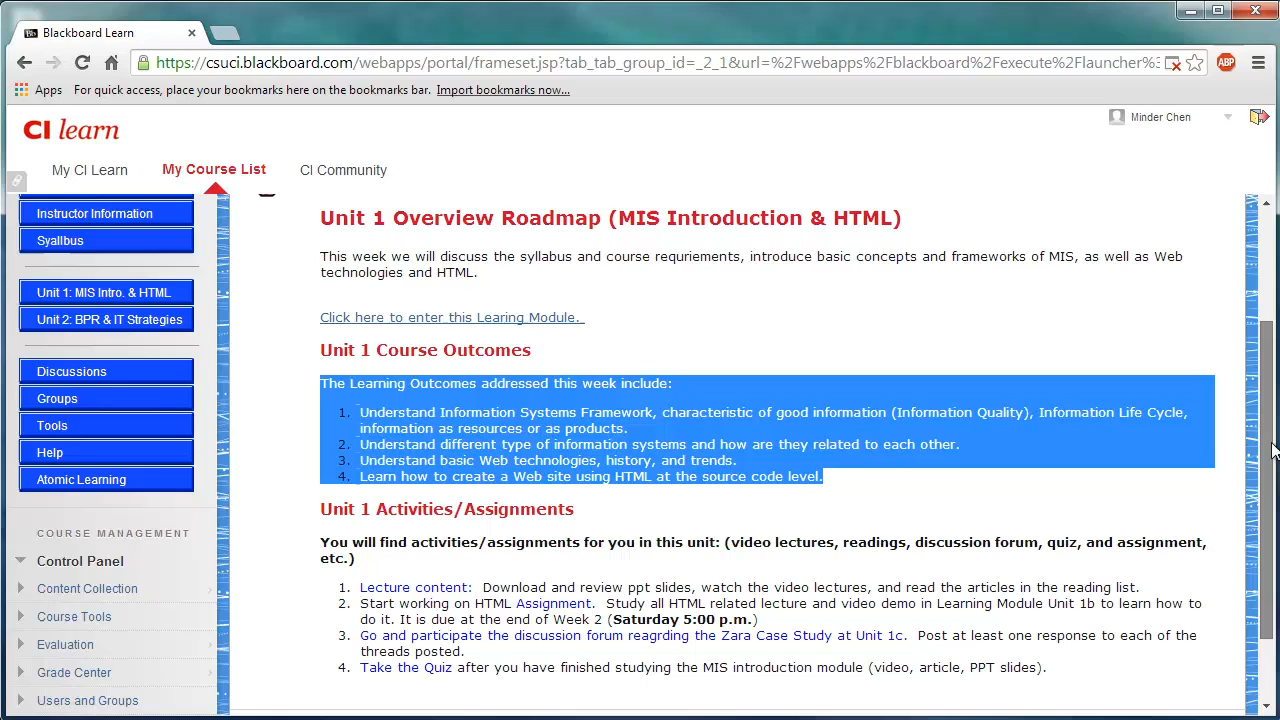 Blackboard Learn
https://csuci.blackboard.com/webapps/portal/frameset.jsp?tab_tab_group_id=_2_1&url=%2Fwebapps%2Fblackboard%2Fexecute%2Flauncher%3
ABP
Apps For quick access, place your bookmarks here on the bookmarks bar. Import bookmarks now...
CI learn
Minder Chen
My CI Learn My Course List CI Community
Instructor Information
Syallbus
Unit 1: MIS Intro. & HTML
Unit 2: BPR & IT Strategies
Discussions
Groups
Tools
Help
Atomic Learning
COURSE MANAGEMENT
Control Panel
Content Collection
Course Tools
Evaluation
Grade Center
Users and Groups
Unit 1 Overview Roadmap (MIS Introduction & HTML)
This week we will discuss the syllabus and course requriements, introduce basic concepts and frameworks of MIS, as well as Web
technologies and HTML.
Click here to enter this Learing Module.
Unit 1 Course Outcomes
The Learning Outcomes addressed this week include:
1. Understand Information Systems Framework, characteristic of good information (Information Quality), Information Life Cycle,
information as resources or as products.
2. Understand different type of information systems and how are they related to each other.
3. Understand basic Web technologies, history, and trends.
4. Learn how to create a Web site using HTML at the source code level.
Unit 1 Activities/Assignments
You will find activities/assignments for you in this unit: (video lectures, readings, discussion forum, quiz, and assignment,
etc.)
1. Lecture content: Download and review ppt slides, watch the video lectures, and read the articles in the reading list.
2. Start working on HTML Assignment. Study all HTML related lecture and video demo in Learning Module Unit 1b to learn how to
do it. It is due at the end of Week 2 (Saturday 5:00 p.m.)
3. Go and participate the discussion forum reagrding the Zara Case Study at Unit 1c. Post at least one response to each of the
threads posted.
4. Take the Quiz after you have finished studying the MIS introduction module (video, article, PPT slides).